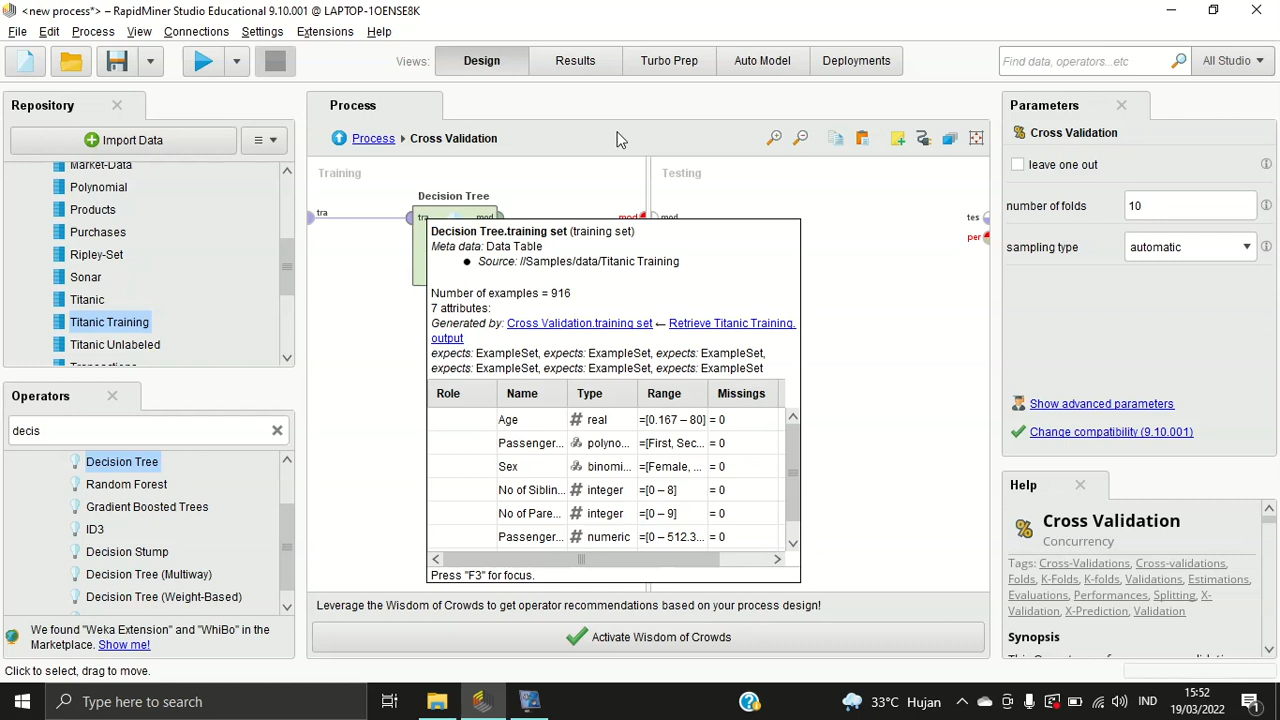 <new process*> – RapidMiner Studio Educational 9.10.001 @ LAPTOP-1OENSE8K
File Edit Process View Connections Settings Extensions Help
Views: Design Results Turbo Prep Auto Model Deployments
Find data, operators...etc All Studio
Repository
Import Data
Market-Data
Polynomial
Products
Purchases
Ripley-Set
Sonar
Titanic
Titanic Training
Titanic Unlabeled
Operators
decis
Decision Tree
Random Forest
Gradient Boosted Trees
ID3
Decision Stump
Decision Tree (Multiway)
Decision Tree (Weight-Based)
We found "Weka Extension" and "WhiBo" in the
Marketplace. Show me!
Process
Process Cross Validation
Training
Testing
Decision Tree
tra tra mod mod mod tes
per
Decision Tree.training set (training set)
Meta data: Data Table
Source: //Samples/data/Titanic Training
Number of examples = 916
7 attributes:
Generated by: Cross Validation.training set ← Retrieve Titanic Training.
output
expects: ExampleSet, expects: ExampleSet, expects: ExampleSet,
expects: ExampleSet, expects: ExampleSet, expects: ExampleSet
Role Name Type Range Missings
Age # real =[0.167 – 80] = 0
Passenger... polyno... =[First, Sec... = 0
Sex binomi... =[Female, ... = 0
No of Siblin... # integer =[0 – 8] = 0
No of Pare... # integer =[0 – 9] = 0
Passenger... # numeric =[0 – 512.3... = 0
Press "F3" for focus.
Leverage the Wisdom of Crowds to get operator recommendations based on your process design!
Activate Wisdom of Crowds
Parameters
Cross Validation
leave one out
number of folds 10
sampling type automatic
Show advanced parameters
Change compatibility (9.10.001)
Help
Cross Validation
Concurrency
Tags: Cross-Validation, Cross-validations,
Folds, K-Folds, K-folds, Validations, Estimations,
Evaluations, Performances, Splitting, X-
Validation, X-Prediction, Validation
Synopsis
Click to select, drag to move.
Type here to search
33°C Hujan
IND
15:52
19/03/2022
1